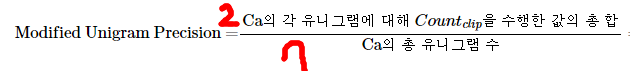 Modified Unigram Precision = Ca의 각 유니그램에 대해 Count_clip을 수행한 값의 총 합 / Ca의 총 유니그램 수 =
2
7